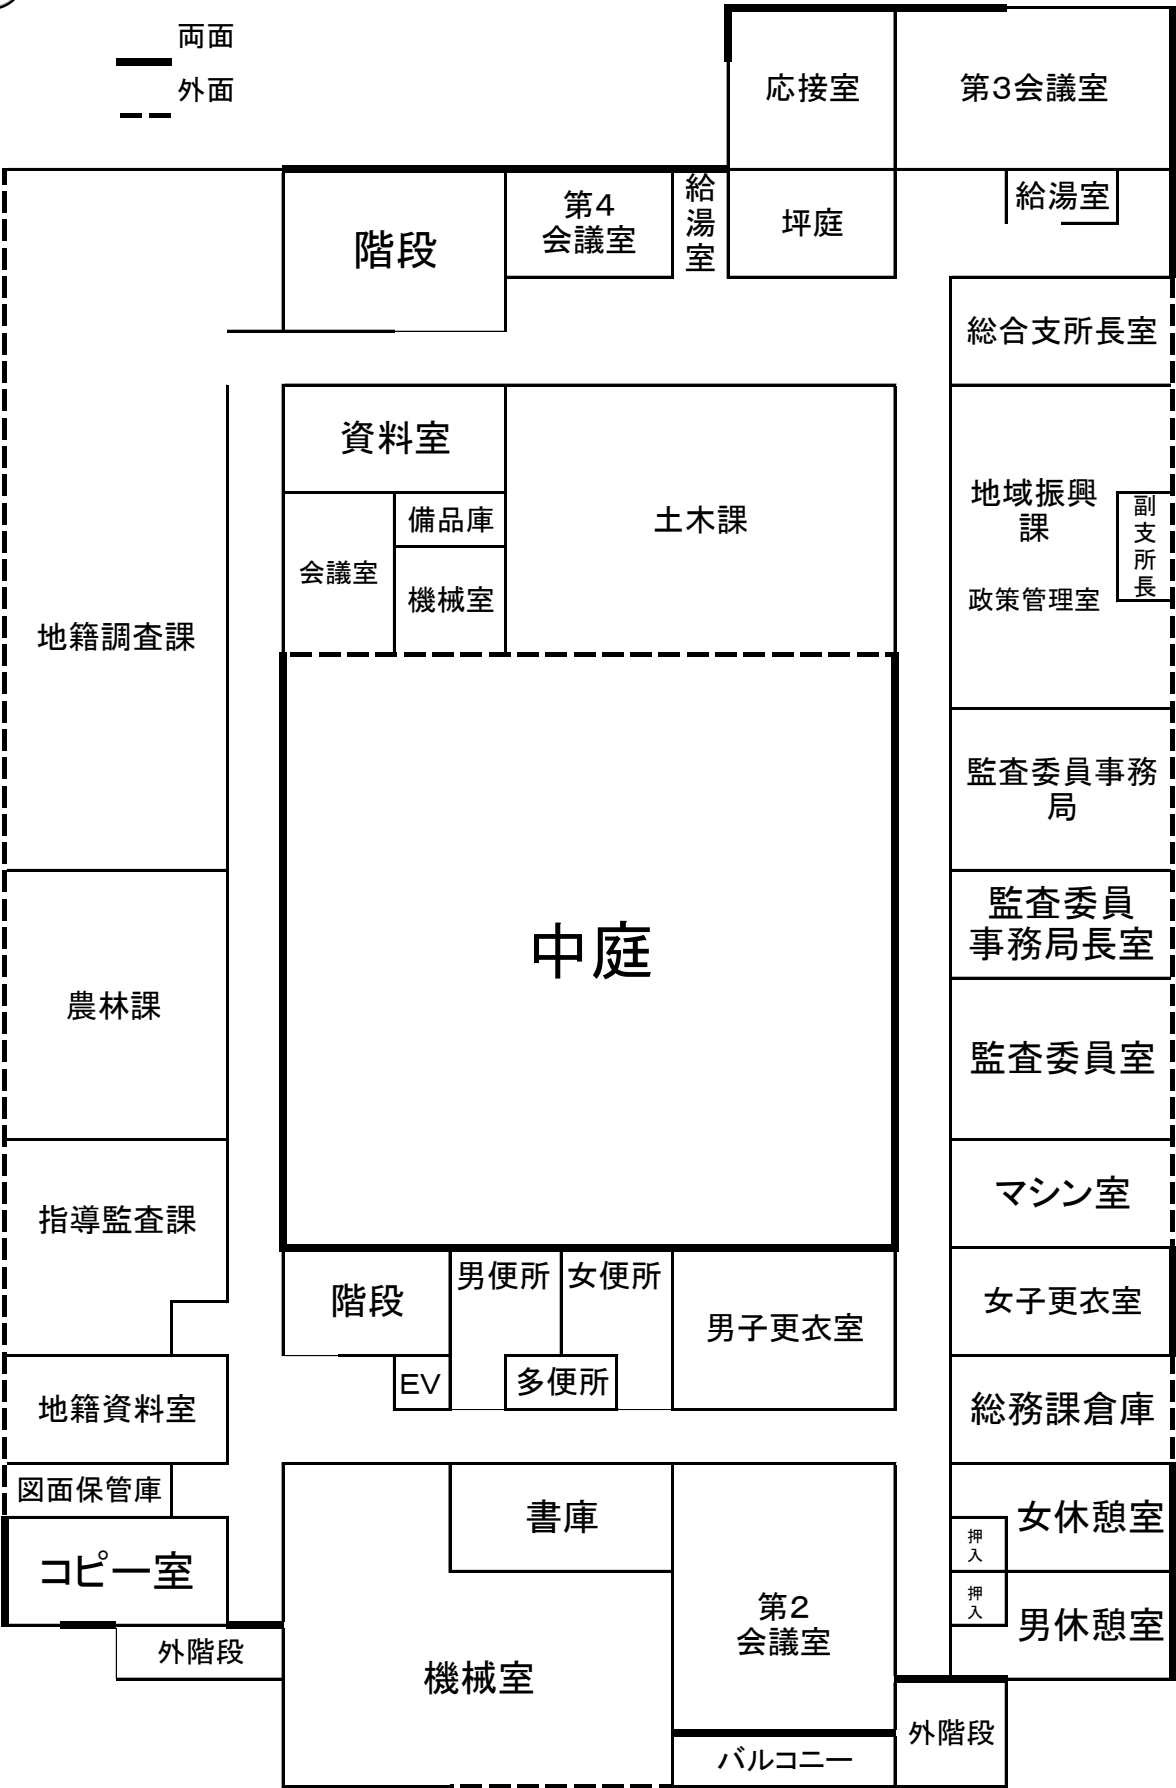 両面
外面
応接室
第3会議室
階段
第4
会議室
給
湯
室
坪庭
給湯室
総合支所長室
資料室
備品庫
会議室
機械室
土木課
地域振興
課
副
支
所
長
政策管理室
地籍調査課
監査委員事務
局
監査委員
事務局長室
中庭
農林課
監査委員室
マシン室
指導監査課
階段
男便所
女便所
男子更衣室
女子更衣室
EV
多便所
地籍資料室
総務課倉庫
図面保管庫
書庫
女休憩室
押
入
コピー室
第2
会議室
押
入
男休憩室
外階段
機械室
外階段
バルコニー